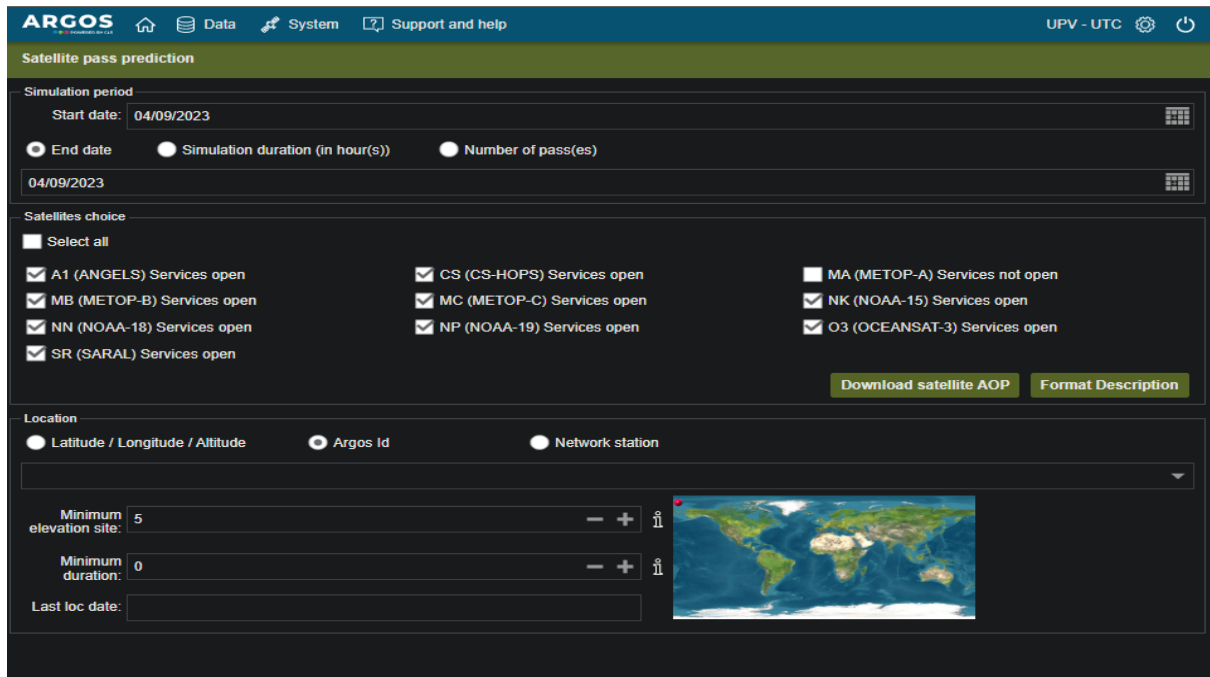 ARGOS Data System Support and help UPV - UTC
POWERED BY CLS
Satellite pass prediction
Simulation period
Start date: 04/09/2023
End date Simulation duration (in hour(s)) Number of pass(es)
04/09/2023
Satellites choice
Select all
A1 (ANGELS) Services open CS (CS-HOPS) Services open MA (METOP-A) Services not open
MB (METOP-B) Services open MC (METOP-C) Services open NK (NOAA-15) Services open
NN (NOAA-18) Services open NP (NOAA-19) Services open O3 (OCEANSAT-3) Services open
SR (SARAL) Services open
Download satellite AOP Format Description
Location
Latitude / Longitude / Altitude Argos Id Network station
Minimum
elevation site: 5
Minimum
duration: 0
Last loc date: